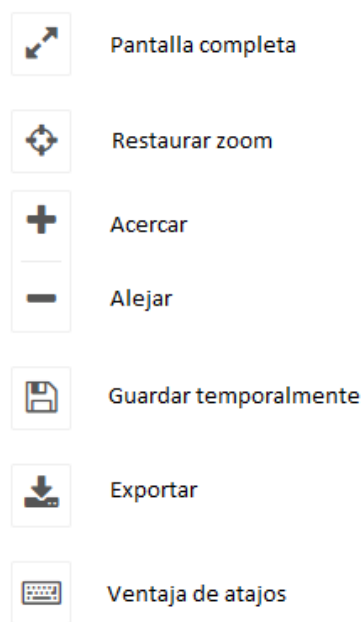 Pantalla completa
Restaurar zoom
Acercar
Alejar
Guardar temporalmente
Exportar
Ventaja de atajos